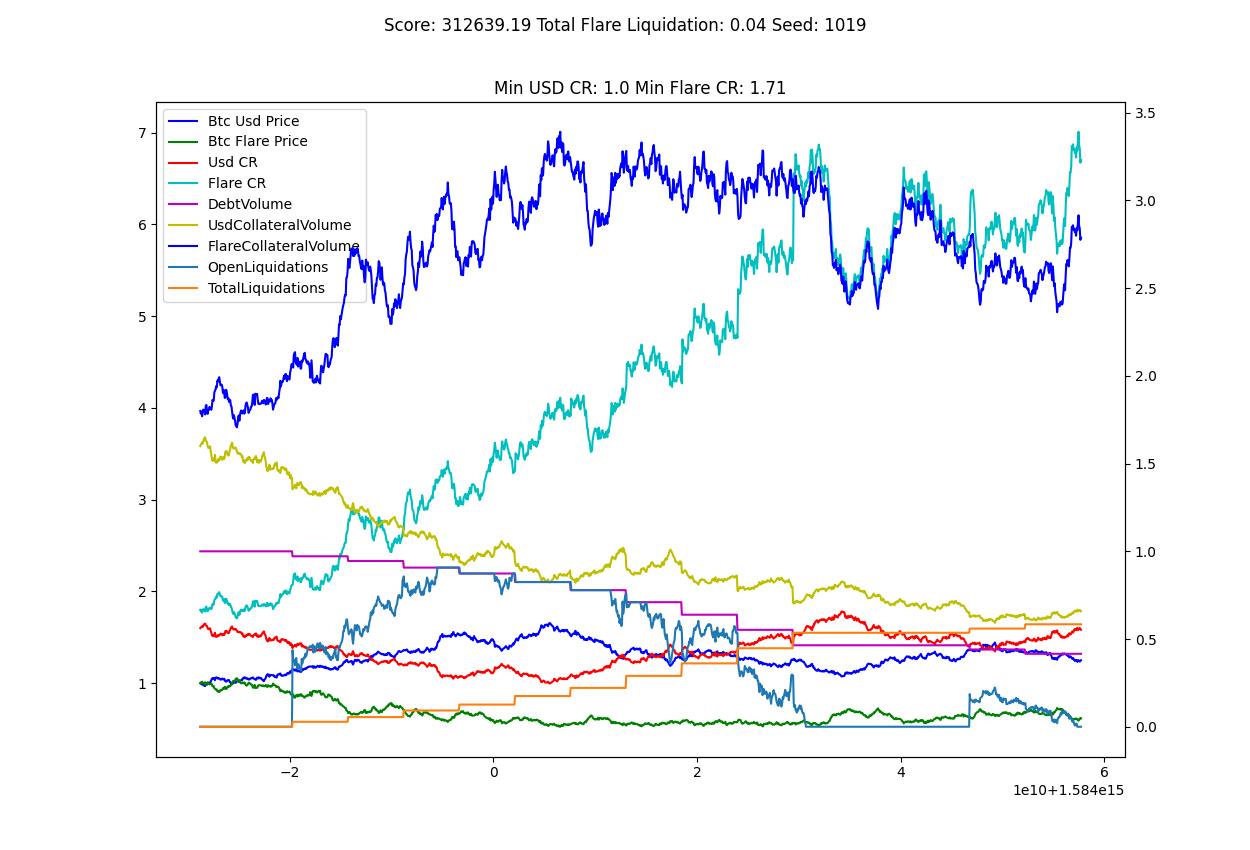 Score: 312639.19 Total Flare Liquidation: 0.04 Seed: 1019
Min USD CR: 1.0 Min Flare CR: 1.71
Btc Usd Price
Btc Flare Price
Usd CR
Flare CR
DebtVolume
UsdCollateralVolume
FlareCollateralVolume
OpenLiquidations
TotalLiquidations
7
6
5
4
3
2
1
3.5
3.0
2.5
2.0
1.5
1.0
0.5
0.0
−2 0 2 4 6
1e10+1.584e15